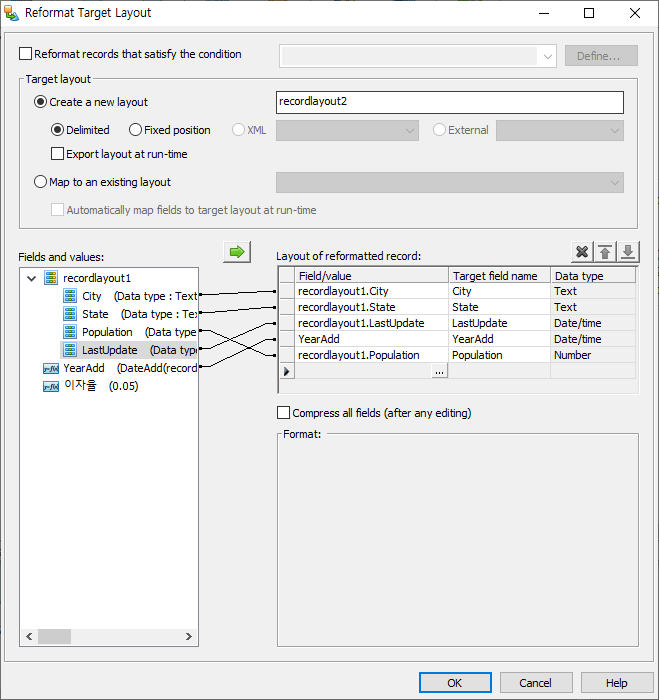 Reformat Target Layout
Reformat records that satisfy the condition
Define...
Target layout
Create a new layout
recordlayout2
Delimited
Fixed position
XML
External
Export layout at run-time
Map to an existing layout
Automatically map fields to target layout at run-time
Fields and values:
recordlayout1
City (Data type : Text
State (Data type : Tex
Population (Data type
LastUpdate (Data typ
YearAdd (DateAdd(record
이자율 (0.05)
Layout of reformatted record:
Field/value Target field name Data type
recordlayout1.City City Text
recordlayout1.State State Text
recordlayout1.LastUpdate LastUpdate Date/time
YearAdd YearAdd Date/time
recordlayout1.Population Population Number
...
Compress all fields (after any editing)
Format:
OK
Cancel
Help